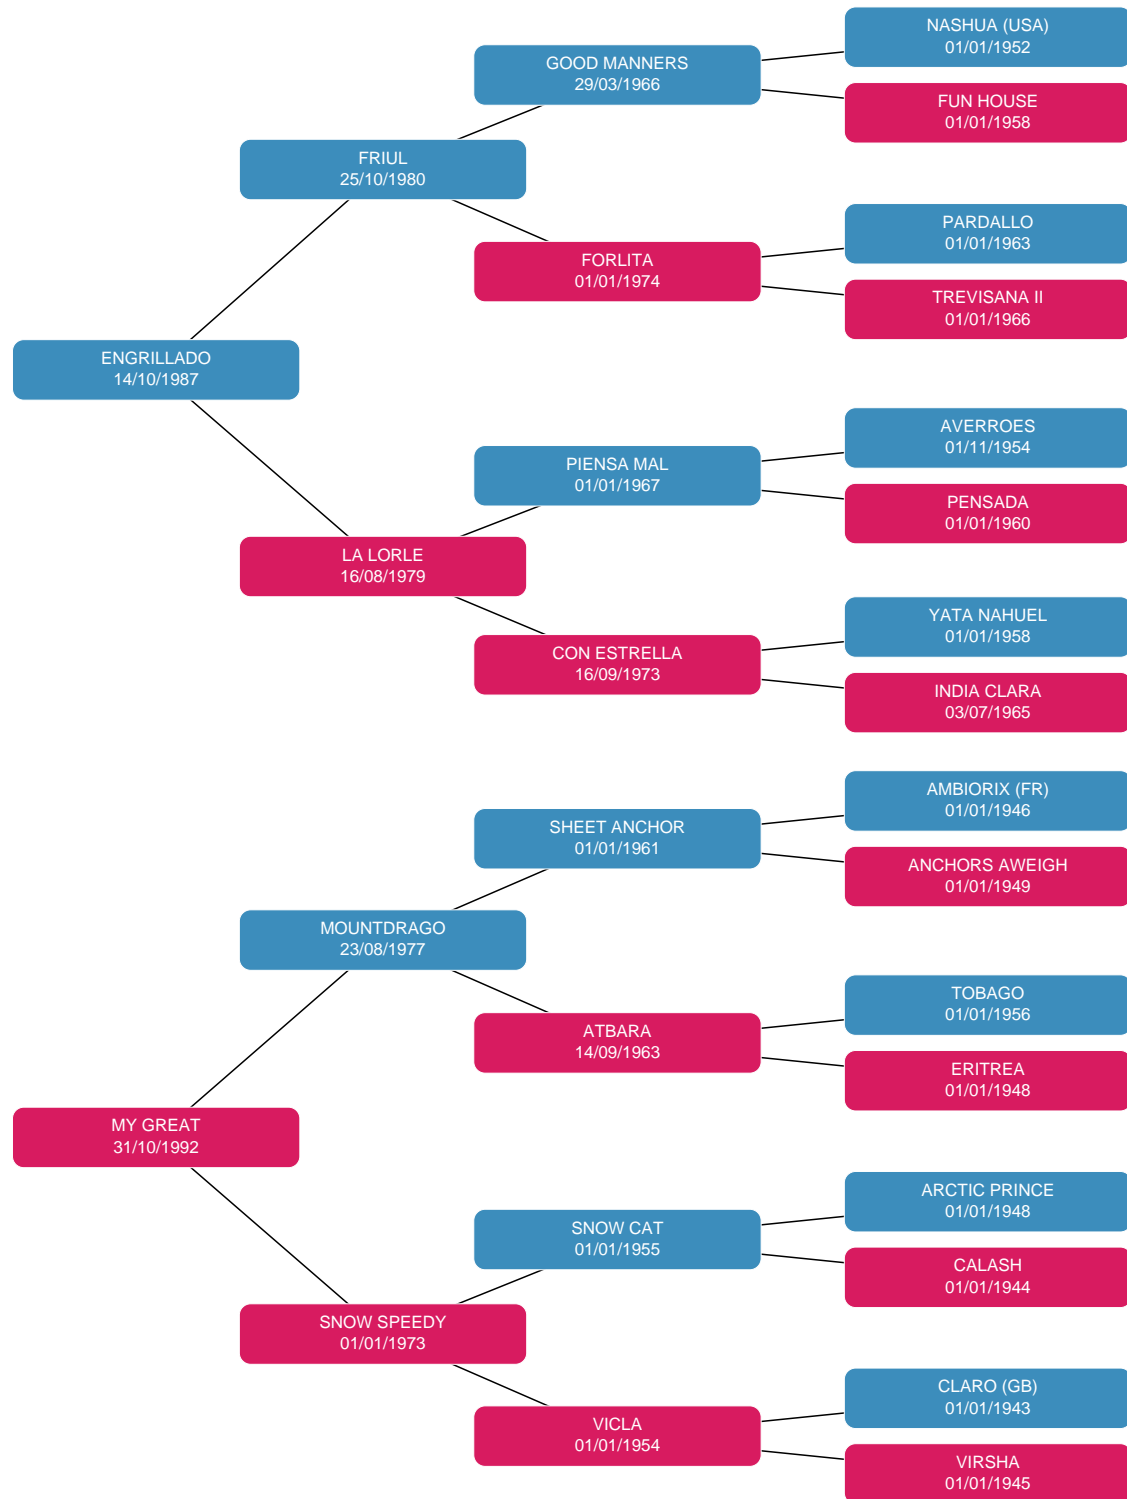 NASHUA (USA)
01/01/1952
GOOD MANNERS
29/03/1966
FUN HOUSE
01/01/1958
FRIUL
25/10/1980
PARDALLO
01/01/1963
FORLITA
01/01/1974
TREVISANA II
01/01/1966
ENGRILLADO
14/10/1987
AVERROES
01/11/1954
PIENSA MAL
01/01/1967
PENSADA
01/01/1960
LA LORLE
16/08/1979
YATA NAHUEL
01/01/1958
CON ESTRELLA
16/09/1973
INDIA CLARA
03/07/1965
AMBIORIX (FR)
01/01/1946
SHEET ANCHOR
01/01/1961
ANCHORS AWEIGH
01/01/1949
MOUNTDRAGO
23/08/1977
TOBAGO
01/01/1956
ATBARA
14/09/1963
ERITREA
01/01/1948
MY GREAT
31/10/1992
ARCTIC PRINCE
01/01/1948
SNOW CAT
01/01/1955
CALASH
01/01/1944
SNOW SPEEDY
01/01/1973
CLARO (GB)
01/01/1943
VICLA
01/01/1954
VIRSHA
01/01/1945